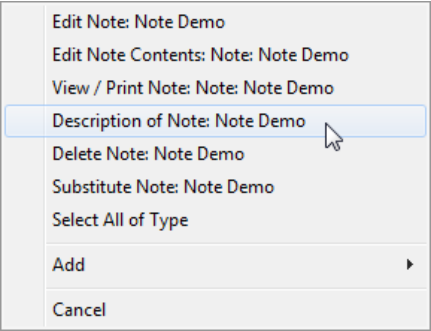 Edit Note: Note Demo
Edit Note Contents: Note: Note Demo
View / Print Note: Note: Note Demo
Description of Note: Note Demo
Delete Note: Note Demo
Substitute Note: Note Demo
Select All of Type
Add
Cancel